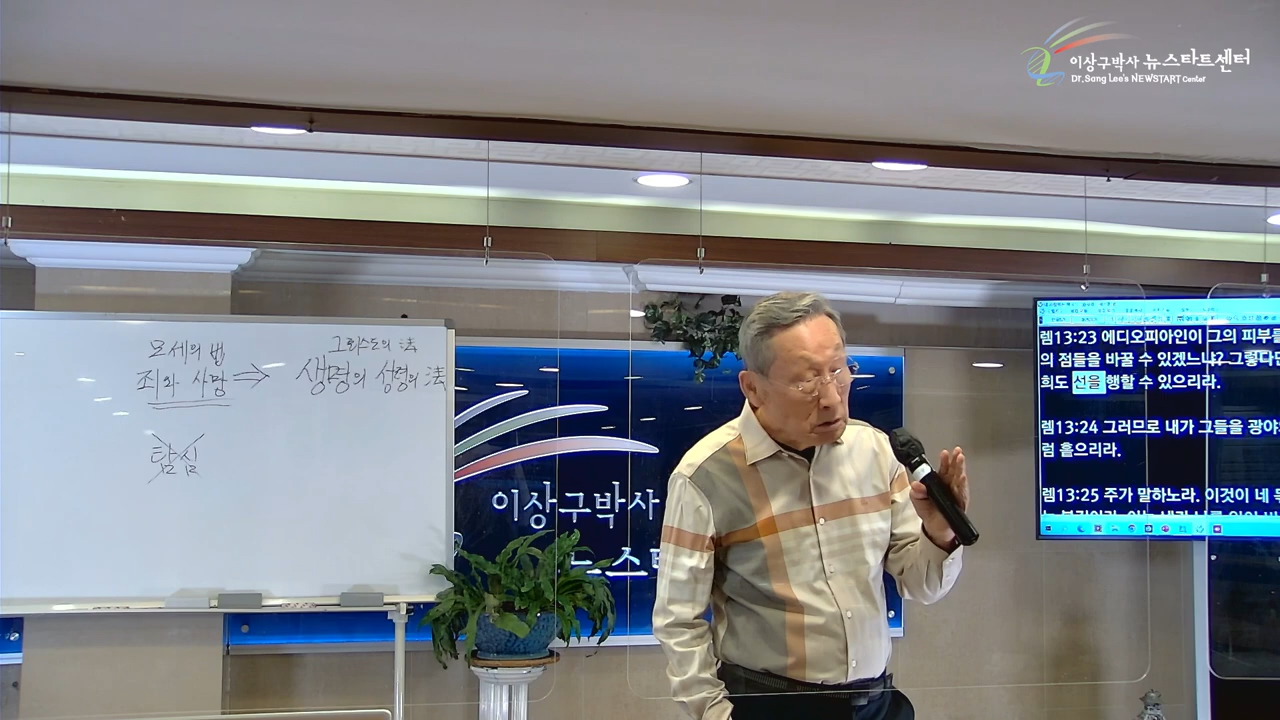 이상구박사 뉴스타트센터
Dr. Sang Lee's NEWSTART Center
모세의 법
죄와 사망 ⇒
탐심
그리스도의 法
생명의 성령의 法
이상구박사
뉴스타
렘13:23 에디오피아인이 그의 피부를
의 점들을 바꿀 수 있겠느냐? 그렇다면
희도 선을 행할 수 있으리라.
렘13:24 그러므로 내가 그들을 광야의
럼 흩으리라.
렘13:25 주가 말하노라. 이것이 네 몫